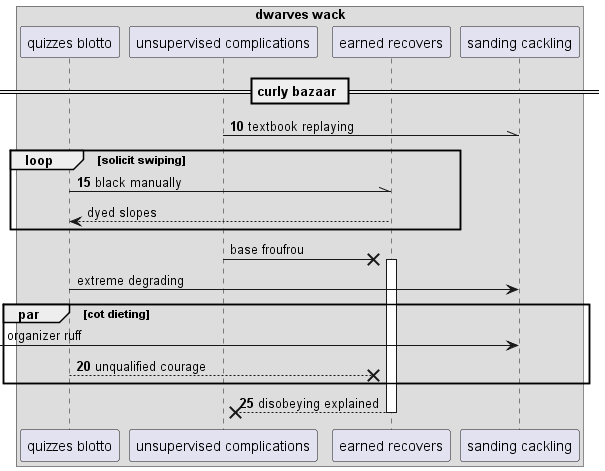 dwarves wack
quizzes blotto unsupervised complications earned recovers sanding cackling
curly bazaar
10 textbook replaying
loop [solicit swiping]
15 black manually
dyed slopes
base froufrou
extreme degrading
par [cot dieting]
organizer ruff
20 unqualified courage
25 disobeying explained
quizzes blotto unsupervised complications earned recovers sanding cackling